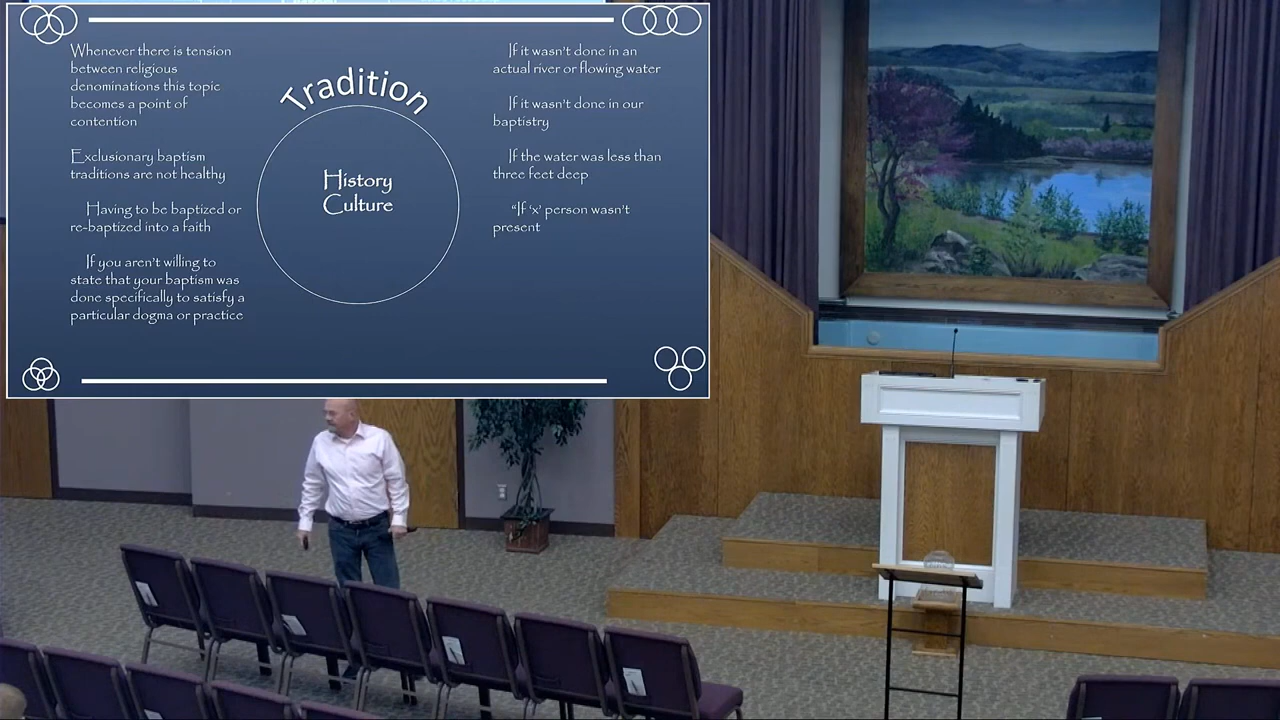 Whenever there is tension
between religious
denominations this topic
becomes a point of
contention
Exclusionary baptism
traditions are not healthy
Having to be baptized or
re-baptized into a faith
If you aren't willing to
state that your baptism was
done specifically to satisfy a
particular dogma or practice
Tradition
History
Culture
If it wasn't done in an
actual river or flowing water
If it wasn't done in our
baptistry
If the water was less than
three feet deep
“If ‘x’ person wasn't
present